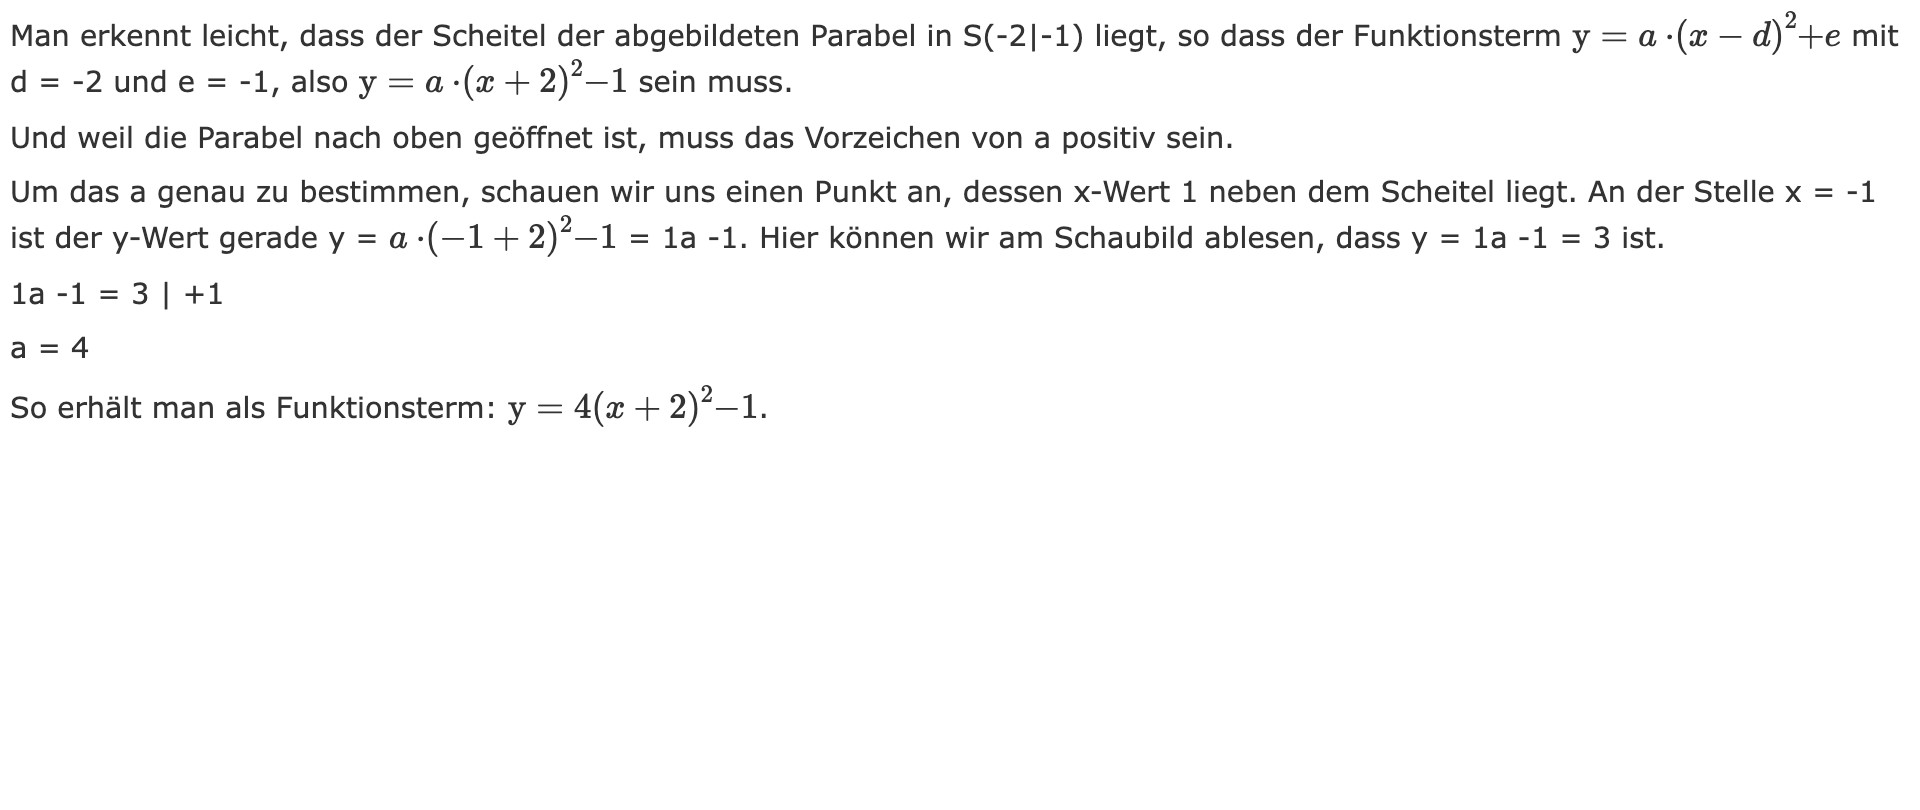 Man erkennt leicht, dass der Scheitel der abgebildeten Parabel in S(-2|-1) liegt, so dass der Funktionsterm y = a ·(x − d)²+e mit
d = -2 und e = -1, also y = a ·(x + 2)²−1 sein muss.
Und weil die Parabel nach oben geöffnet ist, muss das Vorzeichen von a positiv sein.
Um das a genau zu bestimmen, schauen wir uns einen Punkt an, dessen x-Wert 1 neben dem Scheitel liegt. An der Stelle x = -1
ist der y-Wert gerade y = a ·(−1 + 2)²−1 = 1a -1. Hier können wir am Schaubild ablesen, dass y = 1a -1 = 3 ist.
1a -1 = 3 | +1
a = 4
So erhält man als Funktionsterm: y = 4(x + 2)²−1.